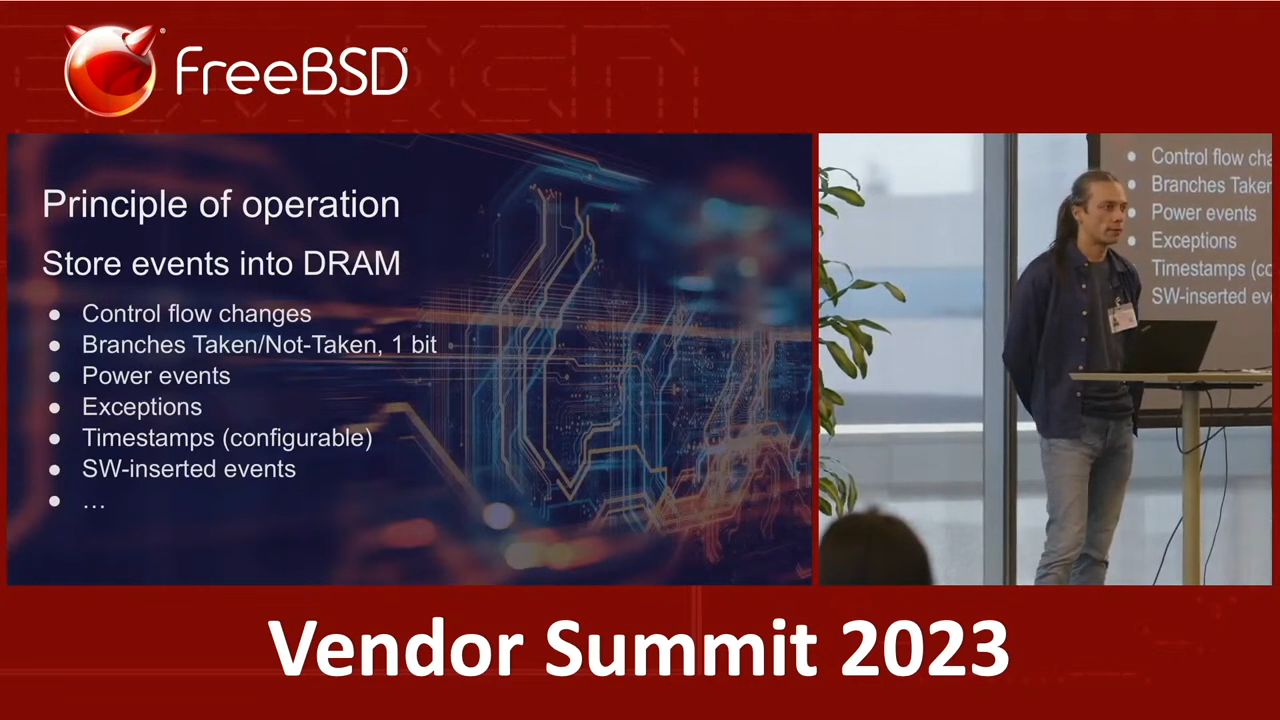 FreeBSD®
Principle of operation
Store events into DRAM
● Control flow changes
● Branches Taken/Not-Taken, 1 bit
● Power events
● Exceptions
● Timestamps (configurable)
● SW-inserted events
● …
● Control flow cha
● Branches Taken
● Power events
● Exceptions
Timestamps (co
SW-inserted eve
Vendor Summit 2023